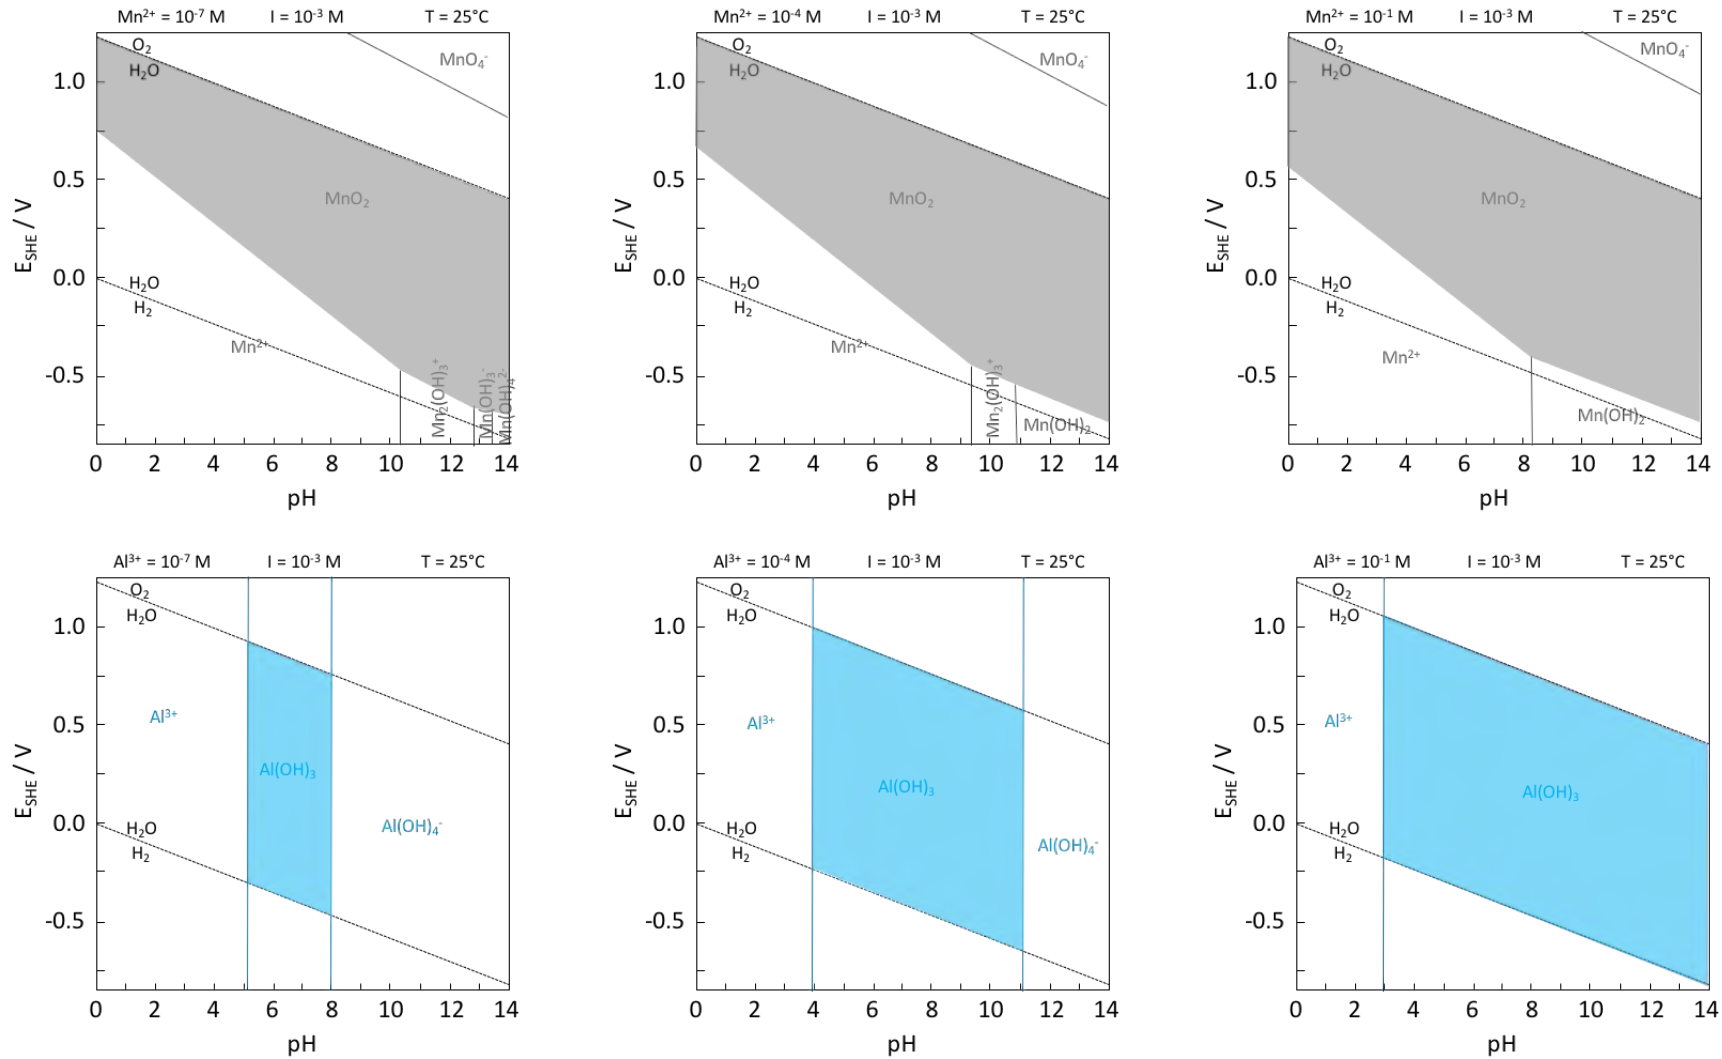 Mn²⁺ = 10⁻⁷ M I = 10⁻³ M T = 25°C
O₂
H₂O
MnO₄⁻
1.0
0.5
0.0
-0.5
E_SHE / V
MnO₂
H₂O
H₂
Mn²⁺
Mn₂(OH)₃⁺
Mn(OH)₃⁻
Mn(OH)₄²⁻
0 2 4 6 8 10 12 14
pH
Mn²⁺ = 10⁻⁴ M I = 10⁻³ M T = 25°C
O₂
H₂O
MnO₄⁻
1.0
0.5
0.0
-0.5
E_SHE / V
MnO₂
H₂O
H₂
Mn²⁺
Mn₂(OH)₃⁺
Mn(OH)₂
0 2 4 6 8 10 12 14
pH
Mn²⁺ = 10⁻¹ M I = 10⁻³ M T = 25°C
O₂
H₂O
MnO₄⁻
1.0
0.5
0.0
-0.5
E_SHE / V
MnO₂
H₂O
H₂
Mn²⁺
Mn(OH)₂
0 2 4 6 8 10 12 14
pH
Al³⁺ = 10⁻⁷ M I = 10⁻³ M T = 25°C
O₂
H₂O
1.0
0.5
0.0
-0.5
E_SHE / V
Al³⁺
Al(OH)₃
Al(OH)₄⁻
H₂O
H₂
0 2 4 6 8 10 12 14
pH
Al³⁺ = 10⁻⁴ M I = 10⁻³ M T = 25°C
O₂
H₂O
1.0
0.5
0.0
-0.5
E_SHE / V
Al³⁺
Al(OH)₃
H₂O
H₂
Al(OH)₄⁻
0 2 4 6 8 10 12 14
pH
Al³⁺ = 10⁻¹ M I = 10⁻³ M T = 25°C
O₂
H₂O
1.0
0.5
0.0
-0.5
E_SHE / V
Al³⁺
Al(OH)₃
H₂O
H₂
0 2 4 6 8 10 12 14
pH